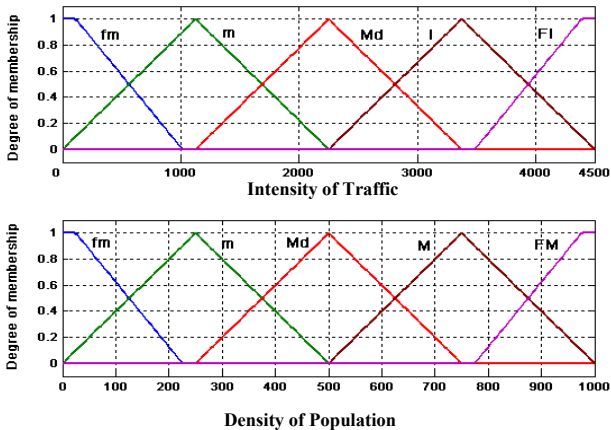 Degree of membership
1
0.8
0.6
0.4
0.2
0
fm
m
Md
I
FI
0
1000
2000
3000
4000
4500
Intensity of Traffic
Degree of membership
1
0.8
0.6
0.4
0.2
0
fm
m
Md
M
FM
0
100
200
300
400
500
600
700
800
900
1000
Density of Population